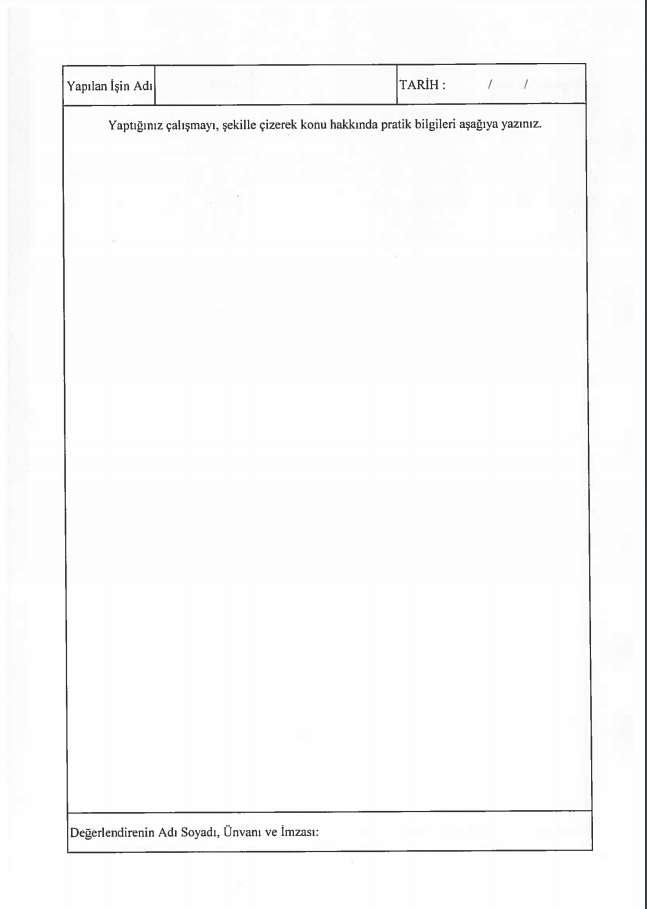 Yapılan İşin Adı
TARİH : / /
Yaptığınız çalışmayı, şekille çizerek konu hakkında pratik bilgileri aşağıya yazınız.
Değerlendirenin Adı Soyadı, Ünvanı ve İmzası: